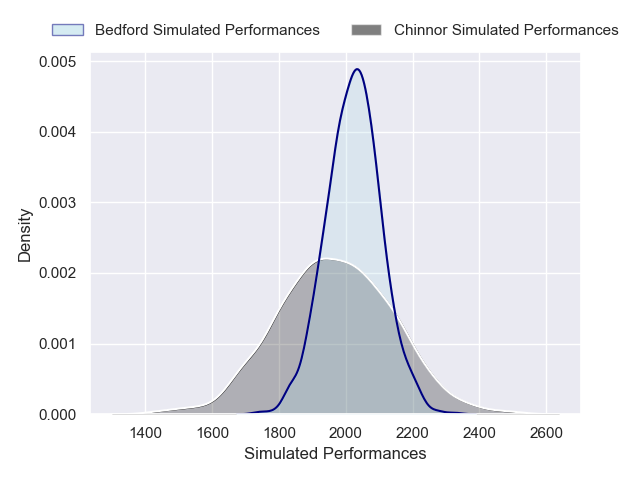 Bedford Simulated Performances Chinnor Simulated Performances
0.005
0.004
0.003
0.002
0.001
0.000
Density
1400 1600 1800 2000 2200 2400 2600
Simulated Performances